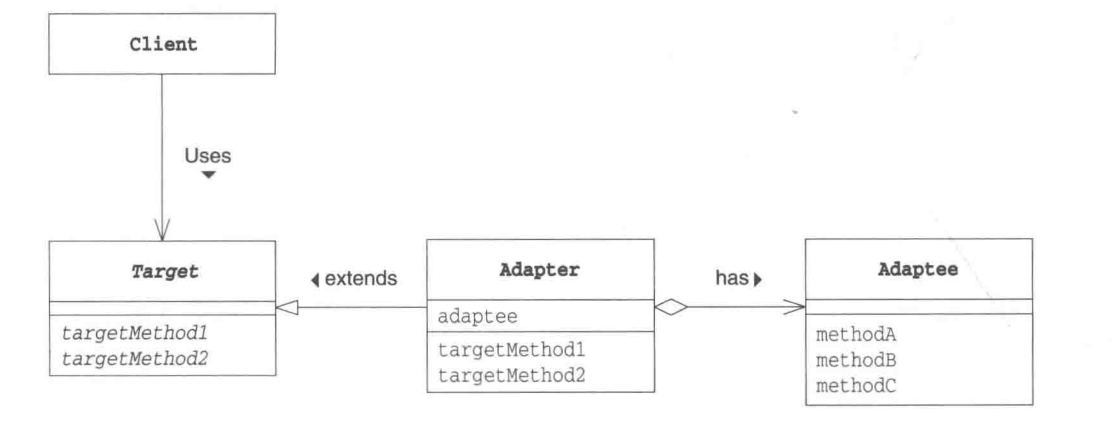 Client
Uses
Target
extends
Adapter
has
Adaptee
targetMethod1
targetMethod2
adaptee
targetMethod1
targetMethod2
methodA
methodB
methodC